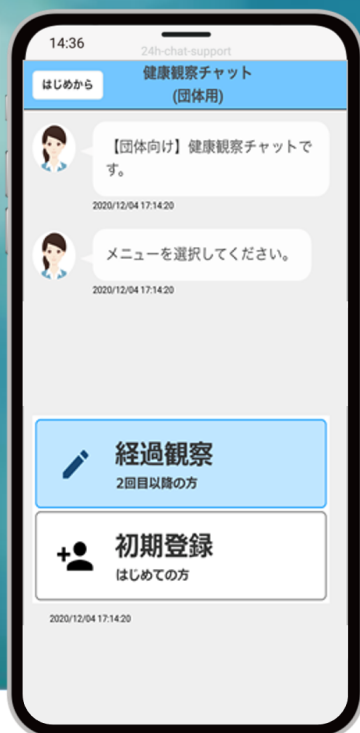 14:36
24h-chat-support
はじめから
健康観察チャット
(団体用)
【団体向け】健康観察チャットで
す。
2020/12/04 17:14:20
メニューを選択してください。
2020/12/04 17:14:20
経過観察
2回目以降の方
初期登録
はじめての方
2020/12/04 17:14:20